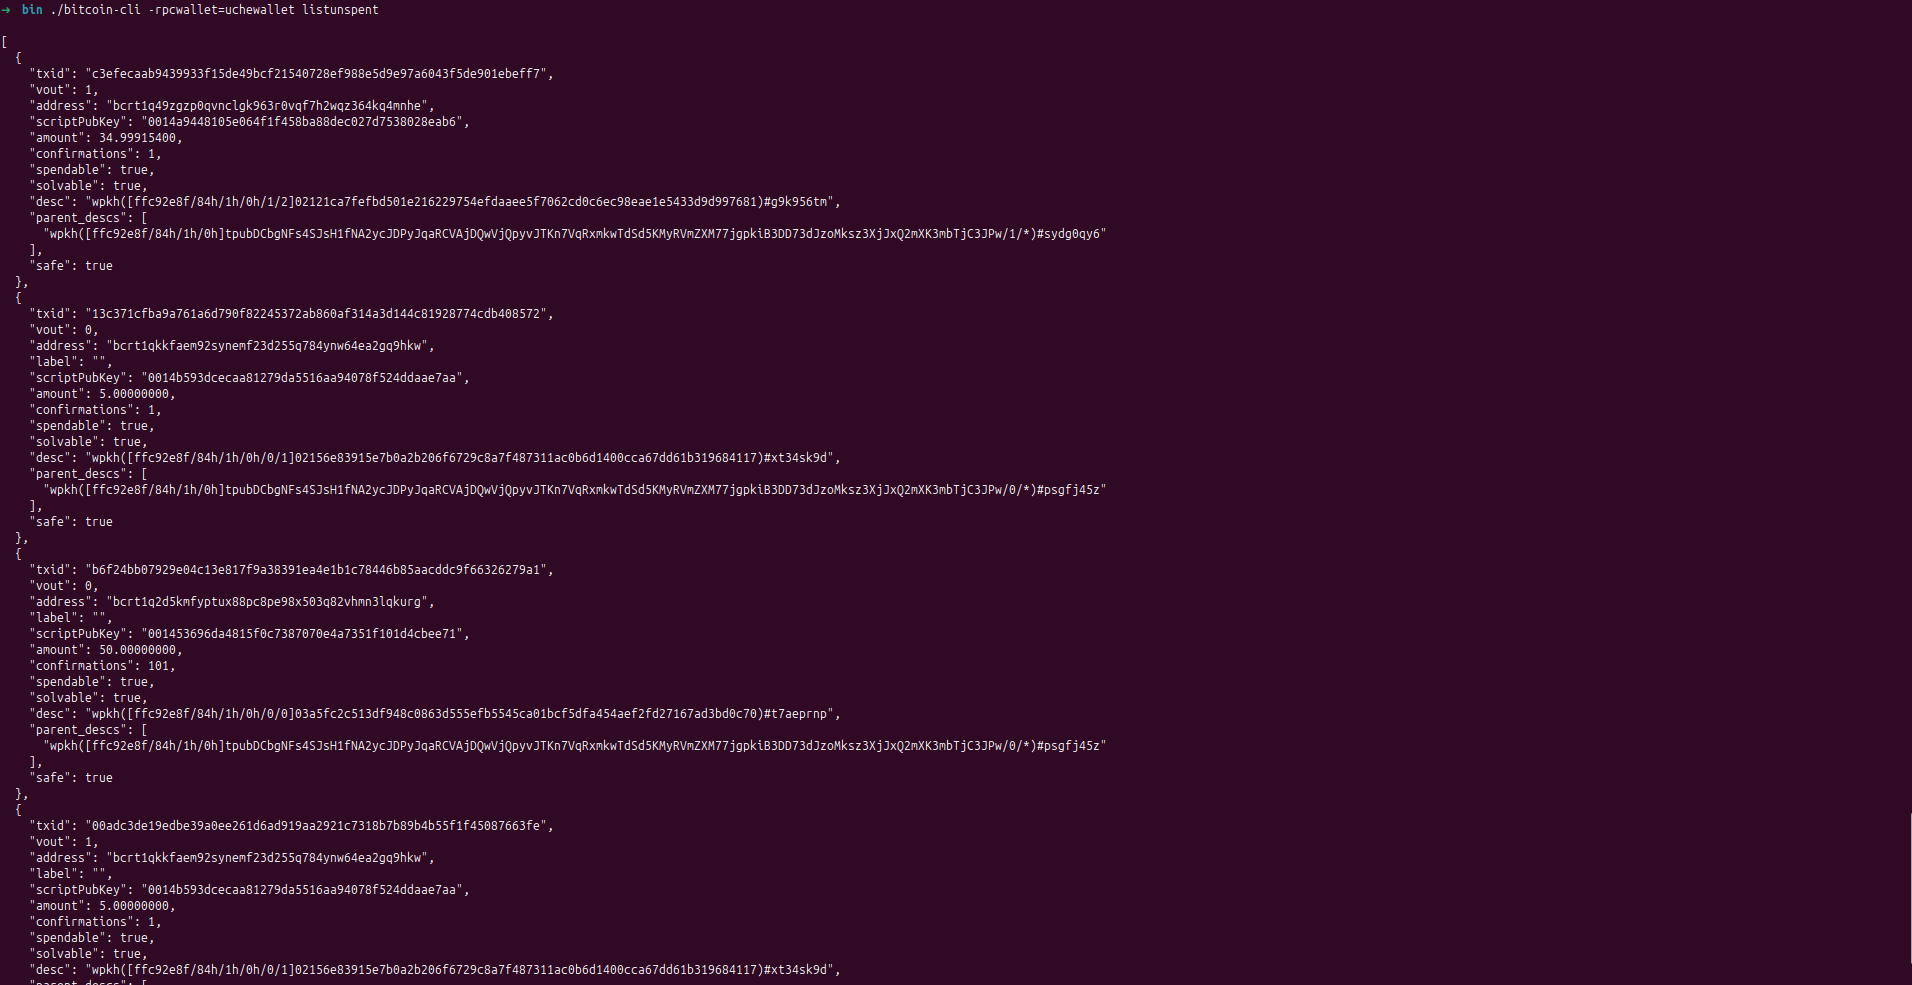 →  bin ./bitcoin-cli -rpcwallet=uchewallet listunspent
[
  {
    "txid": "c3efecaab9439933f15de49bcf21540728ef988e5d9e97a6043f5de901ebeff7",
    "vout": 1,
    "address": "bcrt1q49zgzp0qvnclgk963r0vqf7h2wqz364kq4mnhe",
    "scriptPubKey": "0014a9448105e064f1f458ba88dec027d7538028eab6",
    "amount": 34.99915400,
    "confirmations": 1,
    "spendable": true,
    "solvable": true,
    "desc": "wpkh([ffc92e8f/84h/1h/0h/1/2]02121ca7fefbd501e216229754efdaaee5f7062cd0c6ec98eae1e5433d9d997681)#g9k956tm",
    "parent_descs": [
      "wpkh([ffc92e8f/84h/1h/0h]tpubDCbgNFs4SJsH1fNA2ycJDPyJqaRCVAjDQwVjQpyvJTKn7VqRxmkwTdSd5KMyRVmZXM77jgpkiB3DD73dJzoMksz3XjJxQ2mXK3mbTjC3JPw/1/*)#sydg0qy6"
    ],
    "safe": true
  },
  {
    "txid": "13c371cfba9a761a6d790f82245372ab860af314a3d144c81928774cdb408572",
    "vout": 0,
    "address": "bcrt1qkkfaem92synemf23d255q784ynw64ea2gq9hkw",
    "label": "",
    "scriptPubKey": "0014b593dcecaa81279da5516aa94078f524ddaae7aa",
    "amount": 5.00000000,
    "confirmations": 1,
    "spendable": true,
    "solvable": true,
    "desc": "wpkh([ffc92e8f/84h/1h/0h/0/1]02156e83915e7b0a2b206f6729c8a7f487311ac0b6d1400cca67dd61b319684117)#xt34sk9d",
    "parent_descs": [
      "wpkh([ffc92e8f/84h/1h/0h]tpubDCbgNFs4SJsH1fNA2ycJDPyJqaRCVAjDQwVjQpyvJTKn7VqRxmkwTdSd5KMyRVmZXM77jgpkiB3DD73dJzoMksz3XjJxQ2mXK3mbTjC3JPw/0/*)#psgfj45z"
    ],
    "safe": true
  },
  {
    "txid": "b6f24bb07929e04c13e817f9a38391ea4e1b1c78446b85aacddc9f66326279a1",
    "vout": 0,
    "address": "bcrt1q2d5kmfyptux88pc8pe98x503q82vhmn3lqkurg",
    "label": "",
    "scriptPubKey": "001453696da4815f0c7387070e4a7351f101d4cbee71",
    "amount": 50.00000000,
    "confirmations": 101,
    "spendable": true,
    "solvable": true,
    "desc": "wpkh([ffc92e8f/84h/1h/0h/0/0]03a5fc2c513df948c0863d555efb5545ca01bcf5dfa454aef2fd27167ad3bd0c70)#t7aeprnp",
    "parent_descs": [
      "wpkh([ffc92e8f/84h/1h/0h]tpubDCbgNFs4SJsH1fNA2ycJDPyJqaRCVAjDQwVjQpyvJTKn7VqRxmkwTdSd5KMyRVmZXM77jgpkiB3DD73dJzoMksz3XjJxQ2mXK3mbTjC3JPw/0/*)#psgfj45z"
    ],
    "safe": true
  },
  {
    "txid": "00adc3de19edbe39a0ee261d6ad919aa2921c7318b7b89b4b55f1f45087663fe",
    "vout": 1,
    "address": "bcrt1qkkfaem92synemf23d255q784ynw64ea2gq9hkw",
    "label": "",
    "scriptPubKey": "0014b593dcecaa81279da5516aa94078f524ddaae7aa",
    "amount": 5.00000000,
    "confirmations": 1,
    "spendable": true,
    "solvable": true,
    "desc": "wpkh([ffc92e8f/84h/1h/0h/0/1]02156e83915e7b0a2b206f6729c8a7f487311ac0b6d1400cca67dd61b319684117)#xt34sk9d",
    "parent_descs": [